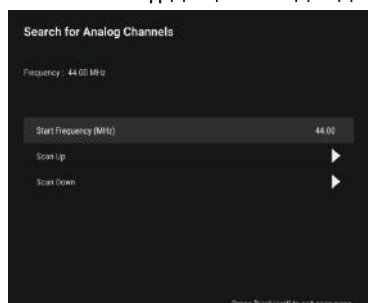 Search for Analog Channels
Frequency : 44.00 MHz
Start Frequency (MHz) 44.00
Scan Up
Scan Down